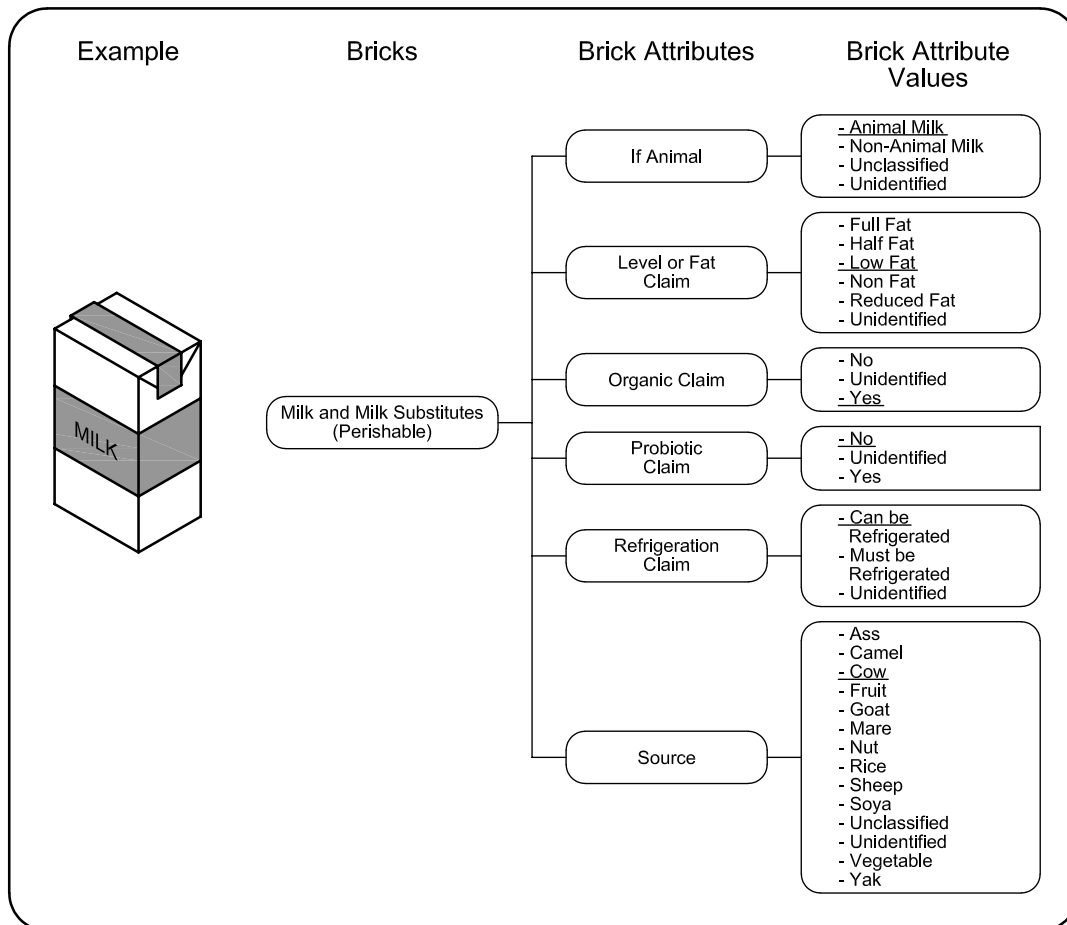 Example
Bricks
Brick Attributes
Brick Attribute
Values
MILK
Milk and Milk Substitutes
(Perishable)
If Animal
- Animal Milk
- Non-Animal Milk
- Unclassified
- Unidentified
Level or Fat
Claim
- Full Fat
- Half Fat
- Low Fat
- Non Fat
- Reduced Fat
- Unidentified
Organic Claim
- No
- Unidentified
- Yes
Probiotic
Claim
- No
- Unidentified
- Yes
Refrigeration
Claim
- Can be
Refrigerated
- Must be
Refrigerated
- Unidentified
Source
- Ass
- Camel
- Cow
- Fruit
- Goat
- Mare
- Nut
- Rice
- Sheep
- Soya
- Unclassified
- Unidentified
- Vegetable
- Yak